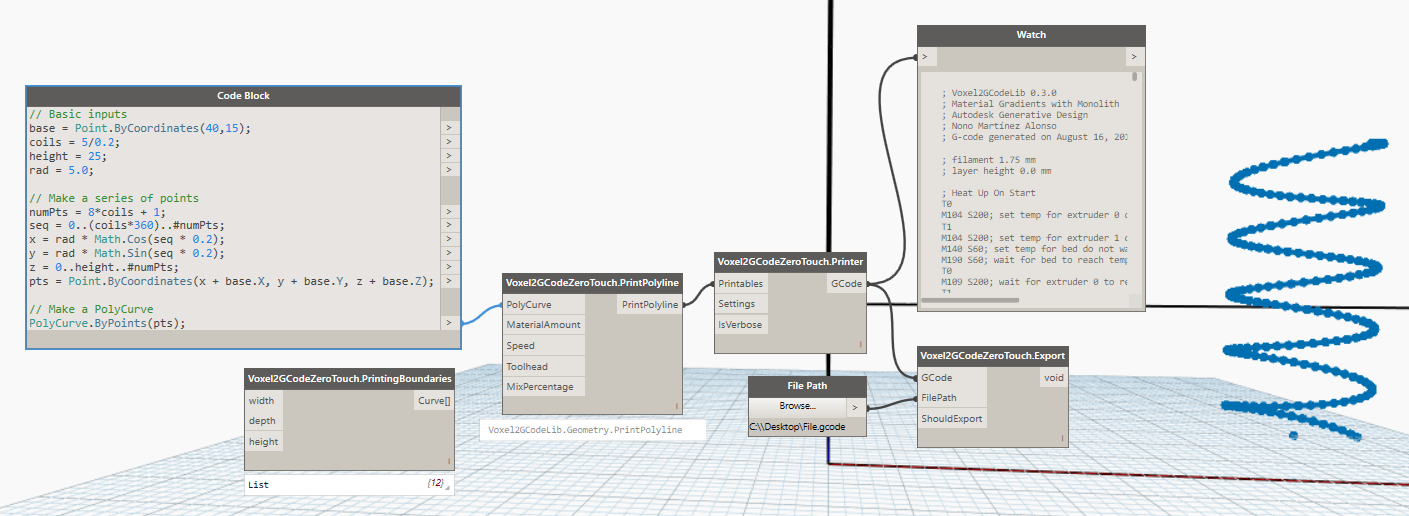 Code Block
// Basic inputs
base = Point.ByCoordinates(40,15);
coils = 5/0.2;
height = 25;
rad = 5.0;
// Make a series of points
numPts = 8*coils + 1;
seq = 0..(coils*360)..#numPts;
x = rad * Math.Cos(seq * 0.2);
y = rad * Math.Sin(seq * 0.2);
z = 0..height..#numPts;
pts = Point.ByCoordinates(x + base.X, y + base.Y, z + base.Z);
// Make a PolyCurve
PolyCurve.ByPoints(pts);
>
>
>
>
>
>
>
>
>
>
>
Voxel2GCodeZeroTouch.PrintingBoundaries
width
Curve[]
depth
height
List
{12}
Voxel2GCodeZeroTouch.PrintPolyline
PolyCurve
PrintPolyline
MaterialAmount
Speed
Toolhead
MixPercentage
Voxel2GCodeLib.Geometry.PrintPolyline
Voxel2GCodeZeroTouch.Printer
Printables
GCode
Settings
IsVerbose
File Path
Browse...
>
C:\\Desktop\File.gcode
Watch
>
>
; Voxel2GCodeLib 0.3.0
; Material Gradients with Monolith
; Autodesk Generative Design
; Nono Martínez Alonso
; G-code generated on August 16, 201
; filament 1.75 mm
; layer height 0.0 mm
; Heat Up On Start
T0
M104 S200; set temp for extruder 0 c
T1
M104 S200; set temp for extruder 1 c
M140 S60; set temp for bed do not wa
M190 S60; wait for bed to reach temp
T0
M109 S200; wait for extruder 0 to re
T1
Voxel2GCodeZeroTouch.Export
GCode
void
FilePath
ShouldExport